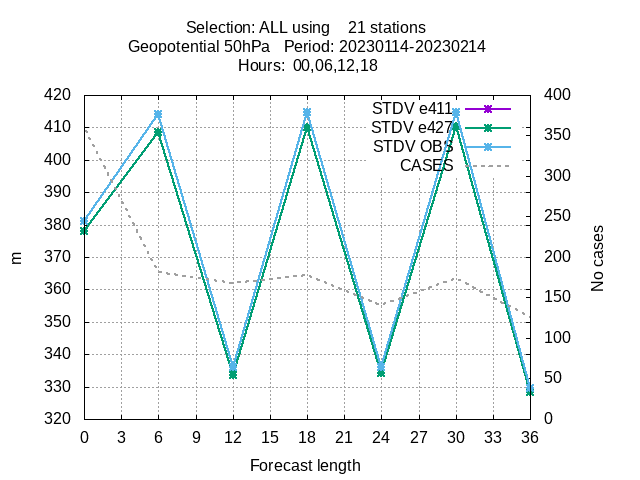 Selection: ALL using 21 stations
Geopotential 50hPa Period: 20230114-20230214
Hours: 00,06,12,18
420 400
410 350
400 300
390 250
380 200
370 150
360 100
350 50
340 0
330
320
STDV e411
STDV e427
STDV OBS
CASES
m
No cases
0 3 6 9 12 15 18 21 24 27 30 33 36
Forecast length